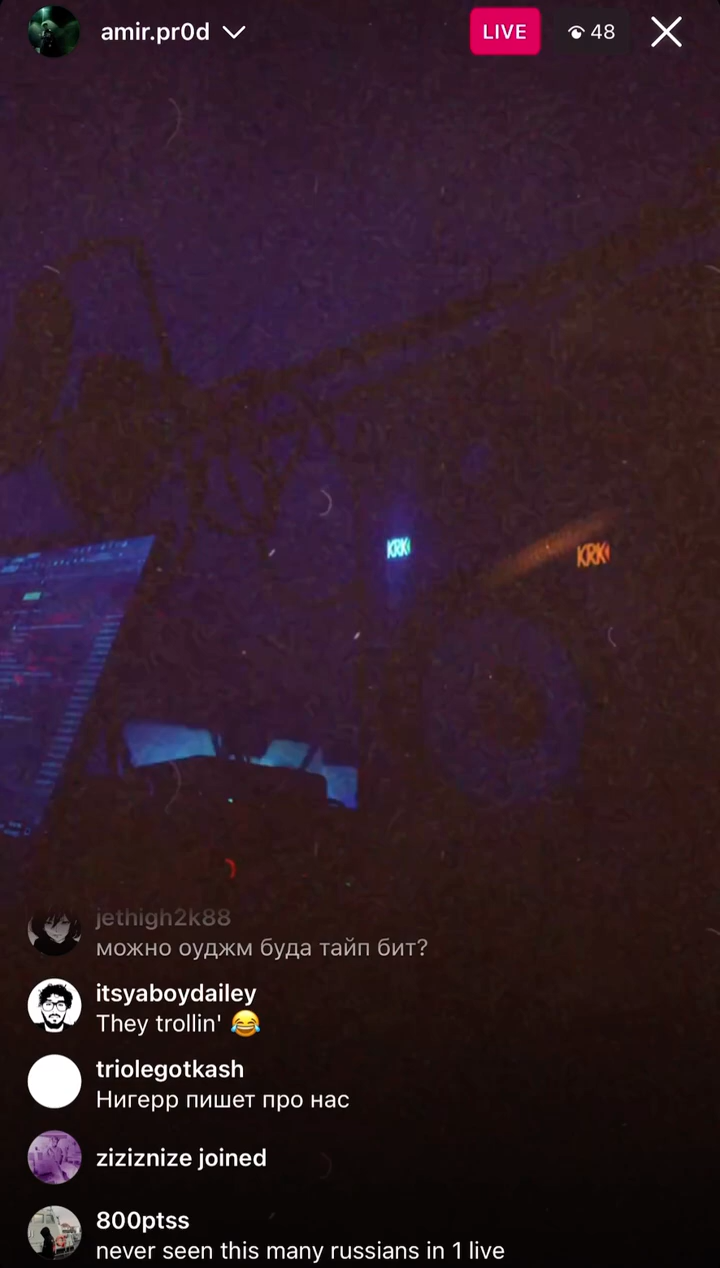 amir.pr0d
LIVE
48
KRK
KRK
jethigh2k88
можно оуджм буда тайп бит?
itsyaboydailey
They trollin' 😂
triolegotkash
Нигерр пишет про нас
ziziznize joined
800ptss
never seen this many russians in 1 live